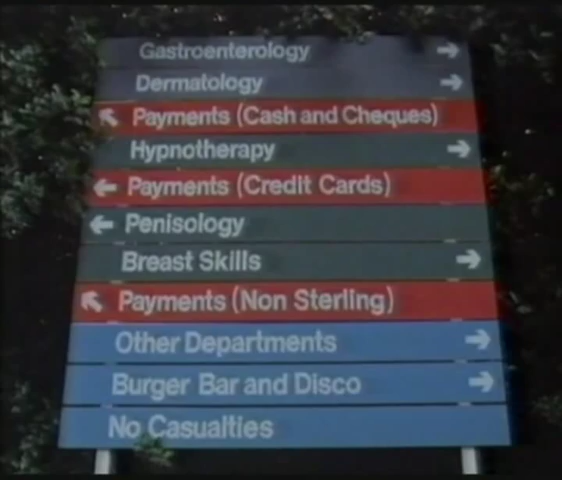 Gastroenterology
Dermatology
Payments (Cash and Cheques)
Hypnotherapy
Payments (Credit Cards)
Penisology
Breast Skills
Payments (Non Sterling)
Other Departments
Burger Bar and Disco
No Casualties